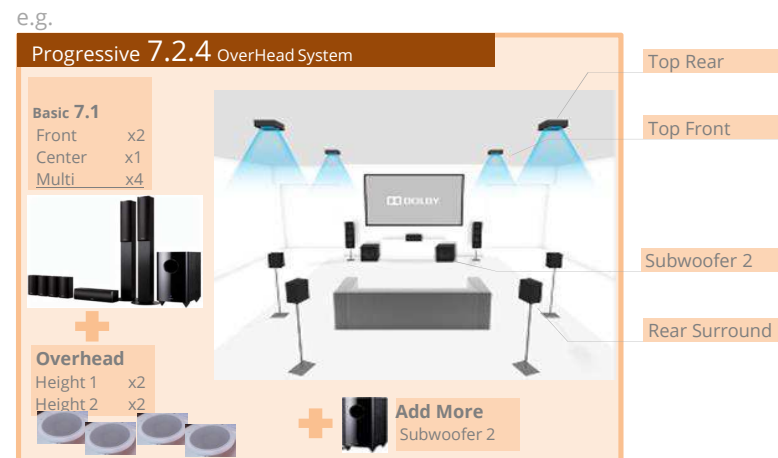 e.g.
Progressive 7.2.4 OverHead System
Basic 7.1
Front x2
Center x1
Multi x4
Overhead
Height 1 x2
Height 2 x2
DOLBY
Add More
Subwoofer 2
Top Rear
Top Front
Subwoofer 2
Rear Surround